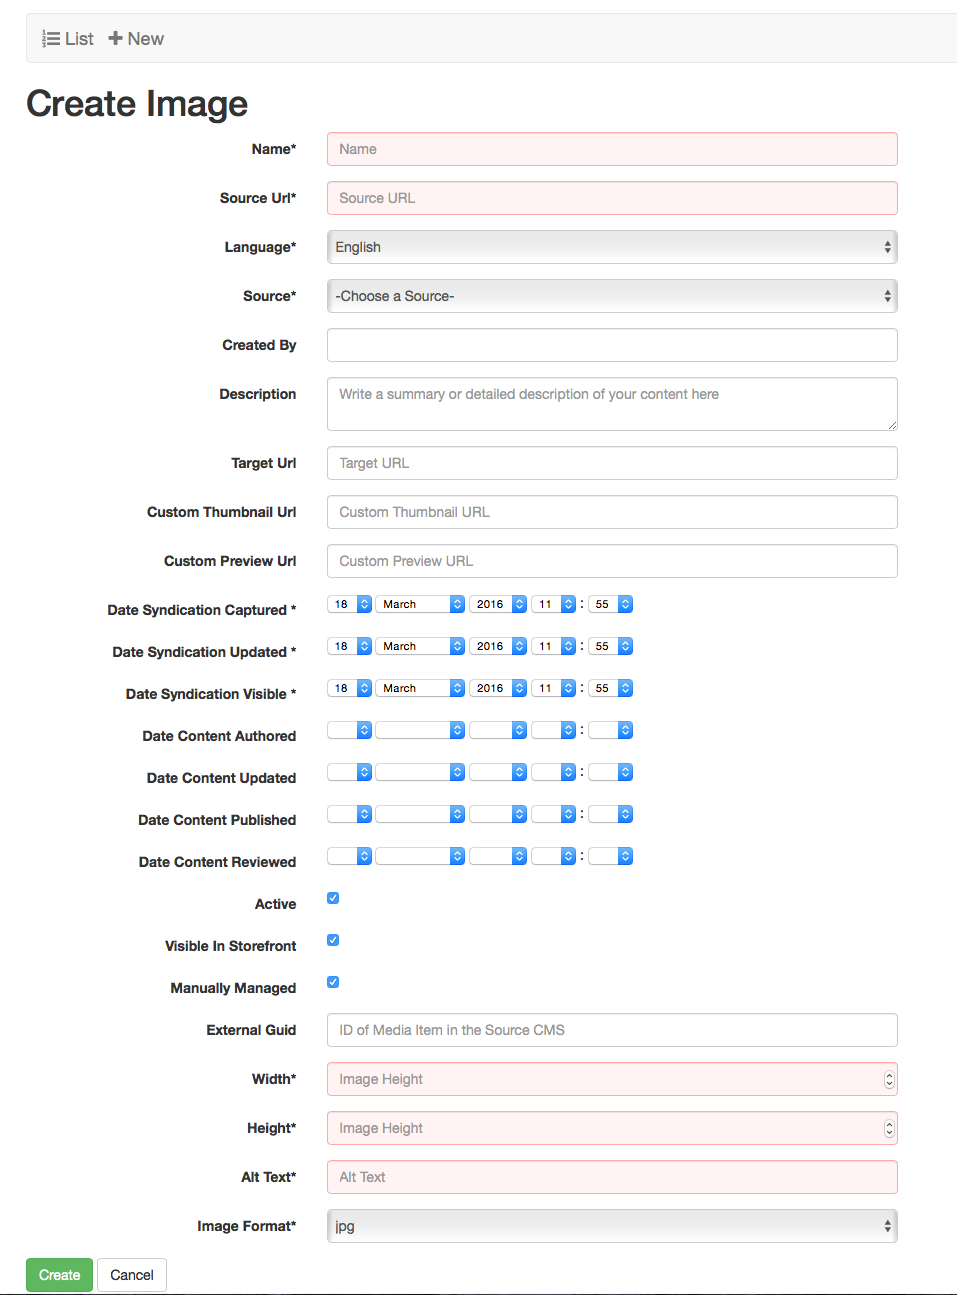 List New
Create Image
Name* Name
Source Url* Source URL
Language* English
Source* -Choose a Source-
Created By
Description Write a summary or detailed description of your content here
Target Url Target URL
Custom Thumbnail Url Custom Thumbnail URL
Custom Preview Url Custom Preview URL
Date Syndication Captured * 18 March 2016 11 : 55
Date Syndication Updated * 18 March 2016 11 : 55
Date Syndication Visible * 18 March 2016 11 : 55
Date Content Authored :
Date Content Updated :
Date Content Published :
Date Content Reviewed :
Active
Visible In Storefront
Manually Managed
External Guid ID of Media Item in the Source CMS
Width* Image Height
Height* Image Height
Alt Text* Alt Text
Image Format* jpg
Create Cancel